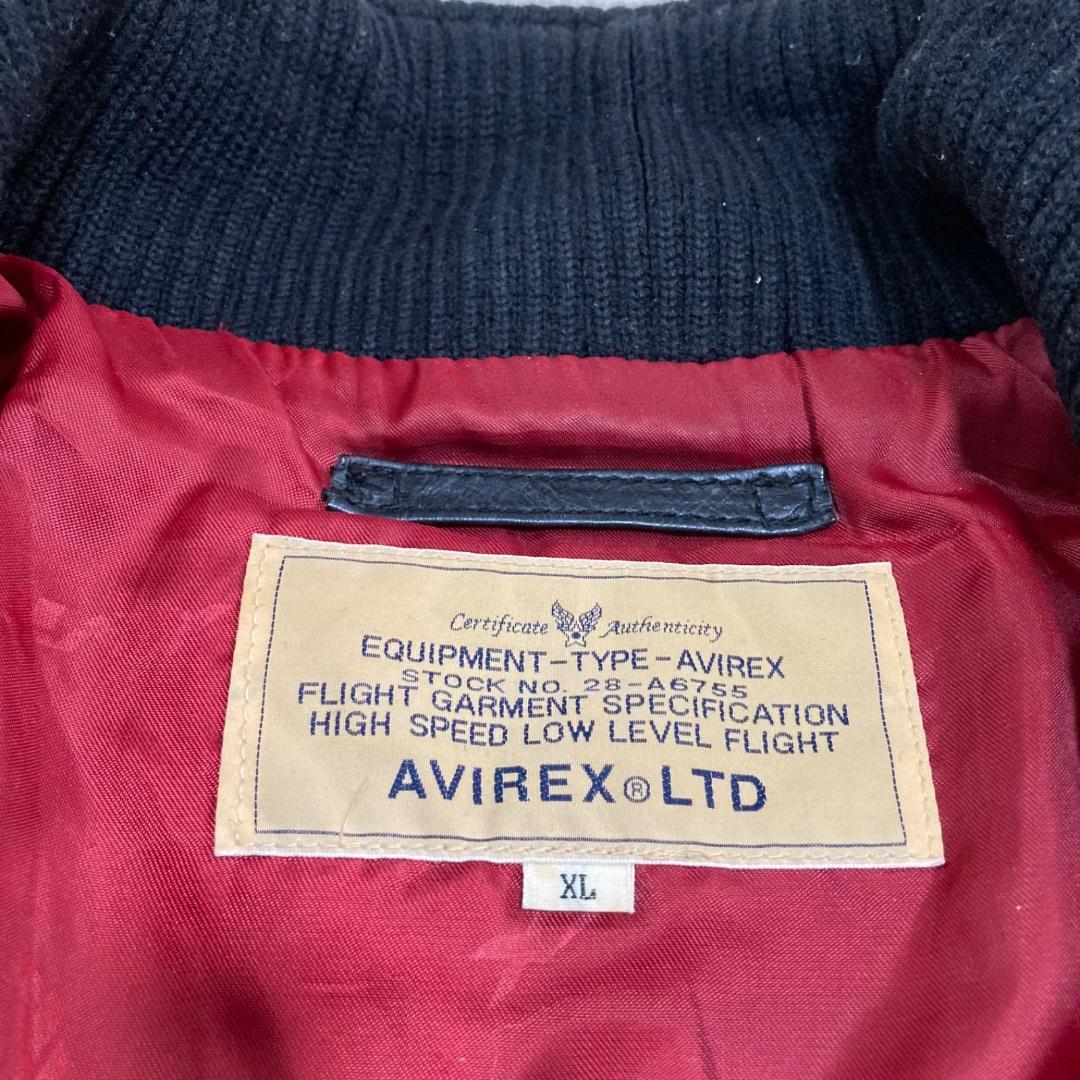 Certificate Authenticity
EQUIPMENT-TYPE-AVIREX
STOCK NO. 28-A6755
FLIGHT GARMENT SPECIFICATION
HIGH SPEED LOW LEVEL FLIGHT
AVIREX® LTD
XL